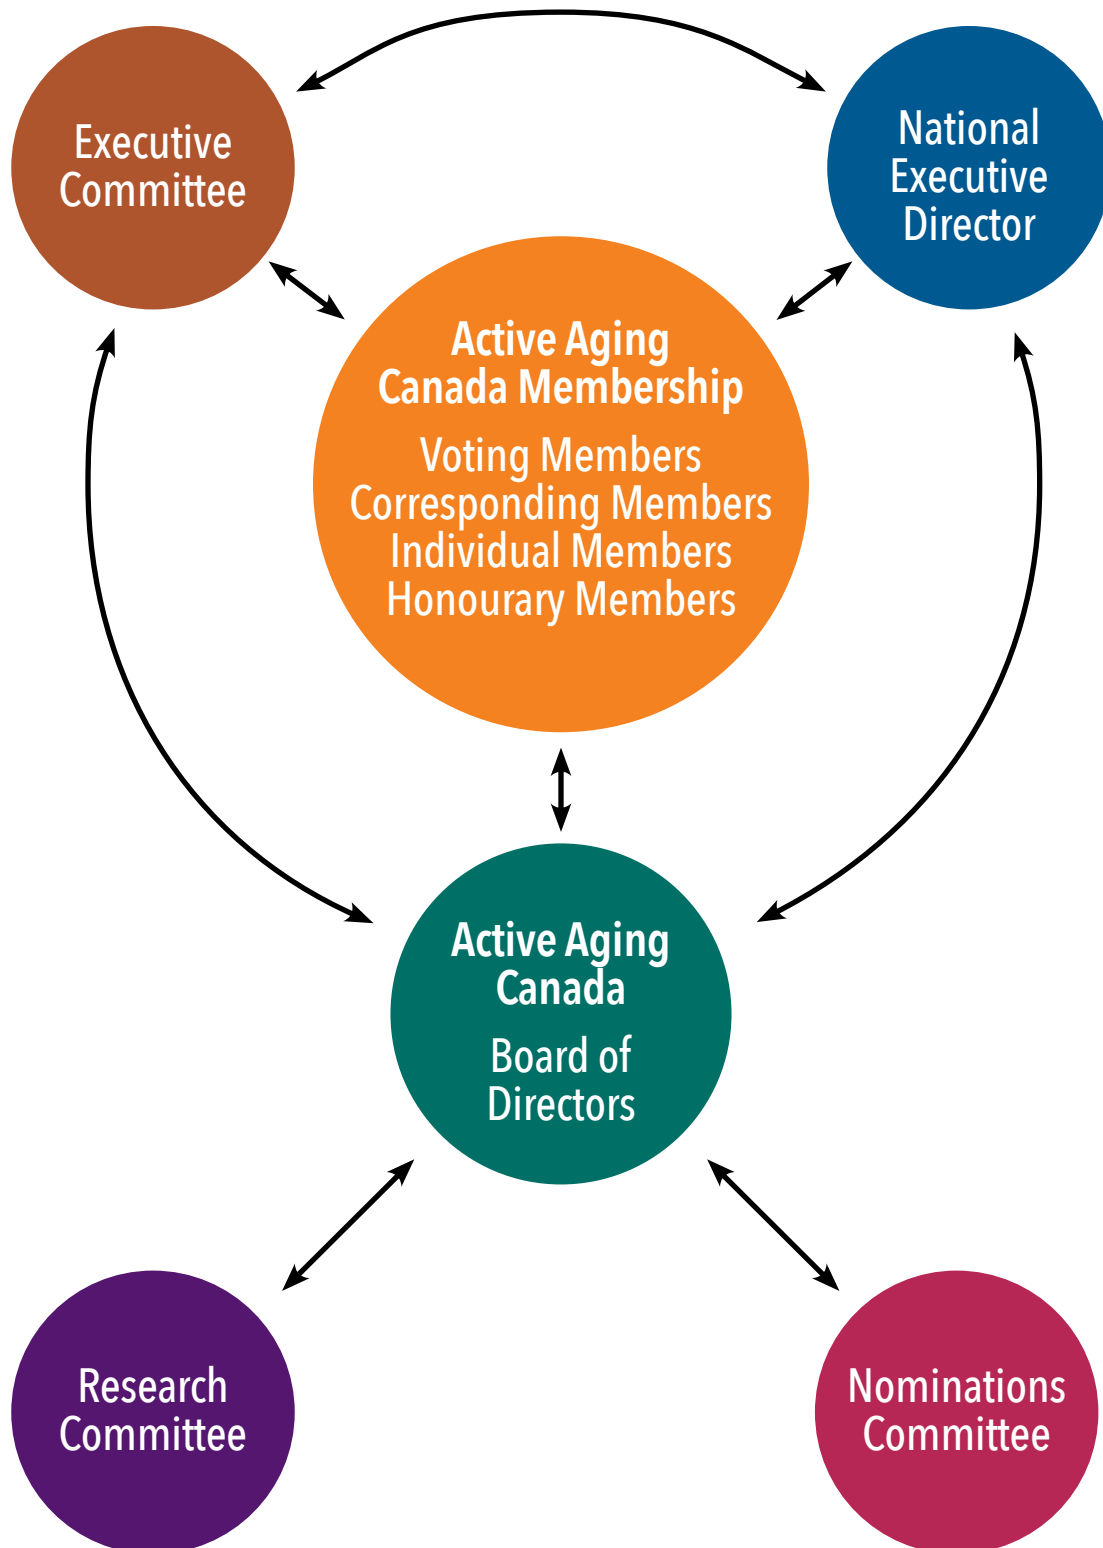 Executive
Committee
National
Executive
Director
Active Aging
Canada Membership
Voting Members
Corresponding Members
Individual Members
Honourary Members
Active Aging
Canada
Board of
Directors
Research
Committee
Nominations
Committee